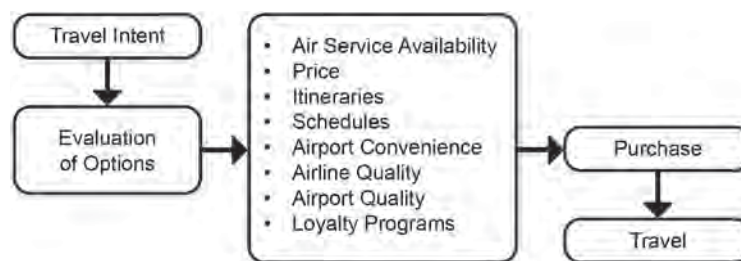 Travel Intent
Evaluation
of Options
• Air Service Availability
• Price
• Itineraries
• Schedules
• Airport Convenience
• Airline Quality
• Airport Quality
• Loyalty Programs
Purchase
Travel